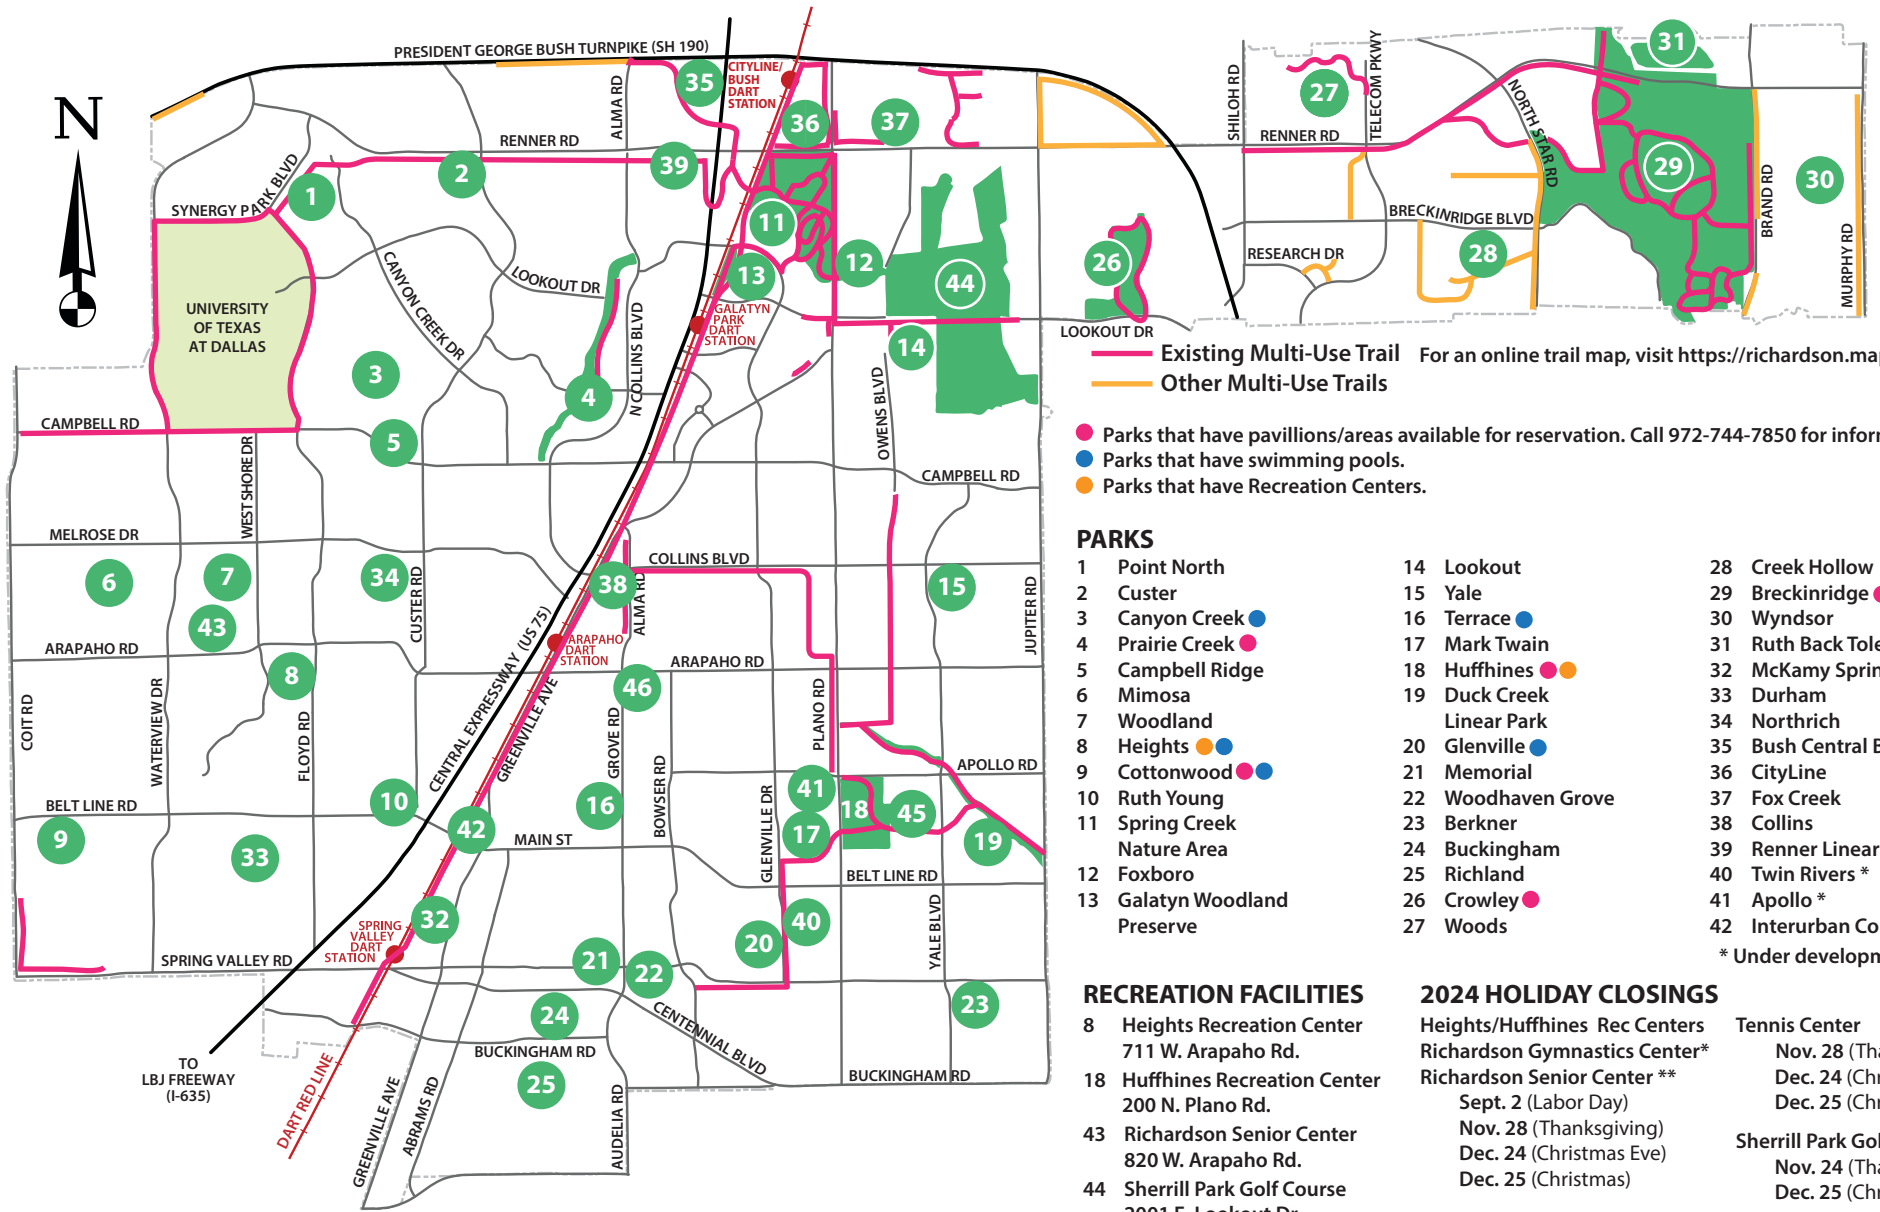 PRESIDENT GEORGE BUSH TURNPIKE (SH 190)
CITYLINE/
BUSH
DART
STATION
N
ALMA RD
RENNER RD
35
36
37
39
2
1
SYNERGY PARK BLVD
11
12
13
44
26
UNIVERSITY
OF TEXAS
AT DALLAS
CANYON CREEK DR
LOOKOUT DR
N COLLINS BLVD
GALATYN
PARK
DART
STATION
3
4
14
5
CAMPBELL RD
OWENS BLVD
CAMPBELL RD
WEST SHORE DR
MELROSE DR
6
7
34
43
CUSTER RD
COLLINS BLVD
38
ALMA RD
15
JUPITER RD
ARAPAHO
DART
STATION
ARAPAHO RD
ARAPAHO RD
8
46
COIT RD
WATERVIEW DR
FLOYD RD
CENTRAL EXPRESSWAY (US 75)
GREENVILLE AVE
GROVE RD
BOWSER RD
PLANO RD
APOLLO RD
GLENVILLE DR
10
BELT LINE RD
9
33
42
16
MAIN ST
41
17
18
45
19
BELT LINE RD
32
SPRING
VALLEY
DART
STATION
40
20
YALE BLVD
SPRING VALLEY RD
21
22
23
24
CENTENNIAL BLVD
BUCKINGHAM RD
25
BUCKINGHAM RD
TO
LBJ FREEWAY
(I-635)
DART RED LINE
GREENVILLE AVE
ABRAMS RD
AUDELIA RD
SHILOH RD
27
TELECOM PKWY
31
RENNER RD
NORTH STAR RD
29
BRAND RD
30
BRECKINRIDGE BLVD
RESEARCH DR
28
MURPHY RD
LOOKOUT DR
Existing Multi-Use Trail
For an online trail map, visit https://richardson.ma
Other Multi-Use Trails
Parks that have pavillions/areas available for reservation. Call 972-744-7850 for infor
Parks that have swimming pools.
Parks that have Recreation Centers.
PARKS
1 Point North
2 Custer
3 Canyon Creek
4 Prairie Creek
5 Campbell Ridge
6 Mimosa
7 Woodland
8 Heights
9 Cottonwood
10 Ruth Young
11 Spring Creek
Nature Area
12 Foxboro
13 Galatyn Woodland
Preserve
14 Lookout
15 Yale
16 Terrace
17 Mark Twain
18 Huffhines
19 Duck Creek
Linear Park
20 Glenville
21 Memorial
22 Woodhaven Grove
23 Berkner
24 Buckingham
25 Richland
26 Crowley
27 Woods
28 Creek Hollow
29 Breckinridge
30 Wyndsor
31 Ruth Back Tole
32 McKamy Sprin
33 Durham
34 Northrich
35 Bush Central B
36 CityLine
37 Fox Creek
38 Collins
39 Renner Linear
40 Twin Rivers *
41 Apollo *
42 Interurban Co
* Under developm
RECREATION FACILITIES
8 Heights Recreation Center
711 W. Arapaho Rd.
18 Huffhines Recreation Center
200 N. Plano Rd.
43 Richardson Senior Center
820 W. Arapaho Rd.
44 Sherrill Park Golf Course
2001 E. Lookout Dr.
2024 HOLIDAY CLOSINGS
Heights/Huffhines Rec Centers
Richardson Gymnastics Center*
Richardson Senior Center **
Sept. 2 (Labor Day)
Nov. 28 (Thanksgiving)
Dec. 24 (Christmas Eve)
Dec. 25 (Christmas)
Tennis Center
Nov. 28 (Tha
Dec. 24 (Chr
Dec. 25 (Chr
Sherrill Park Gol
Nov. 24 (Tha
Dec. 25 (Chr